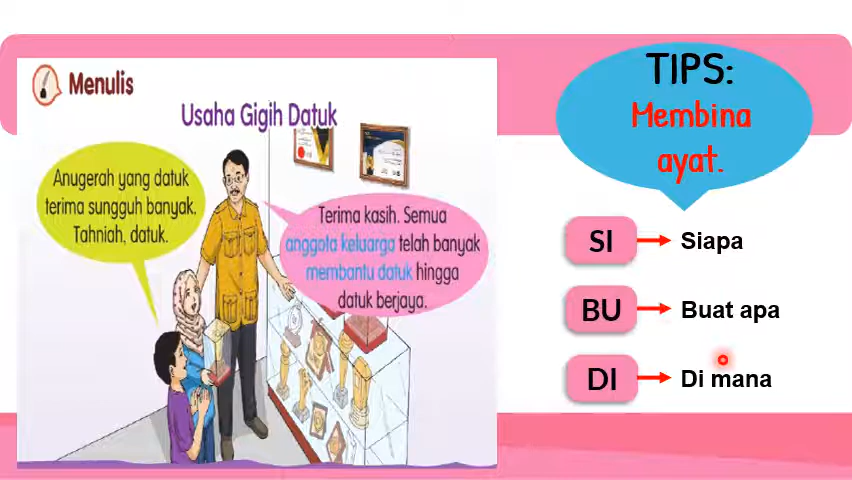 Menulis
Usaha Gigih Datuk
Anugerah yang datuk
terima sungguh banyak.
Tahniah, datuk.
Terima kasih. Semua
anggota keluarga telah banyak
membantu datuk hingga
datuk berjaya.
TIPS:
Membina
ayat.
SI
Siapa
BU
Buat apa
DI
Di mana